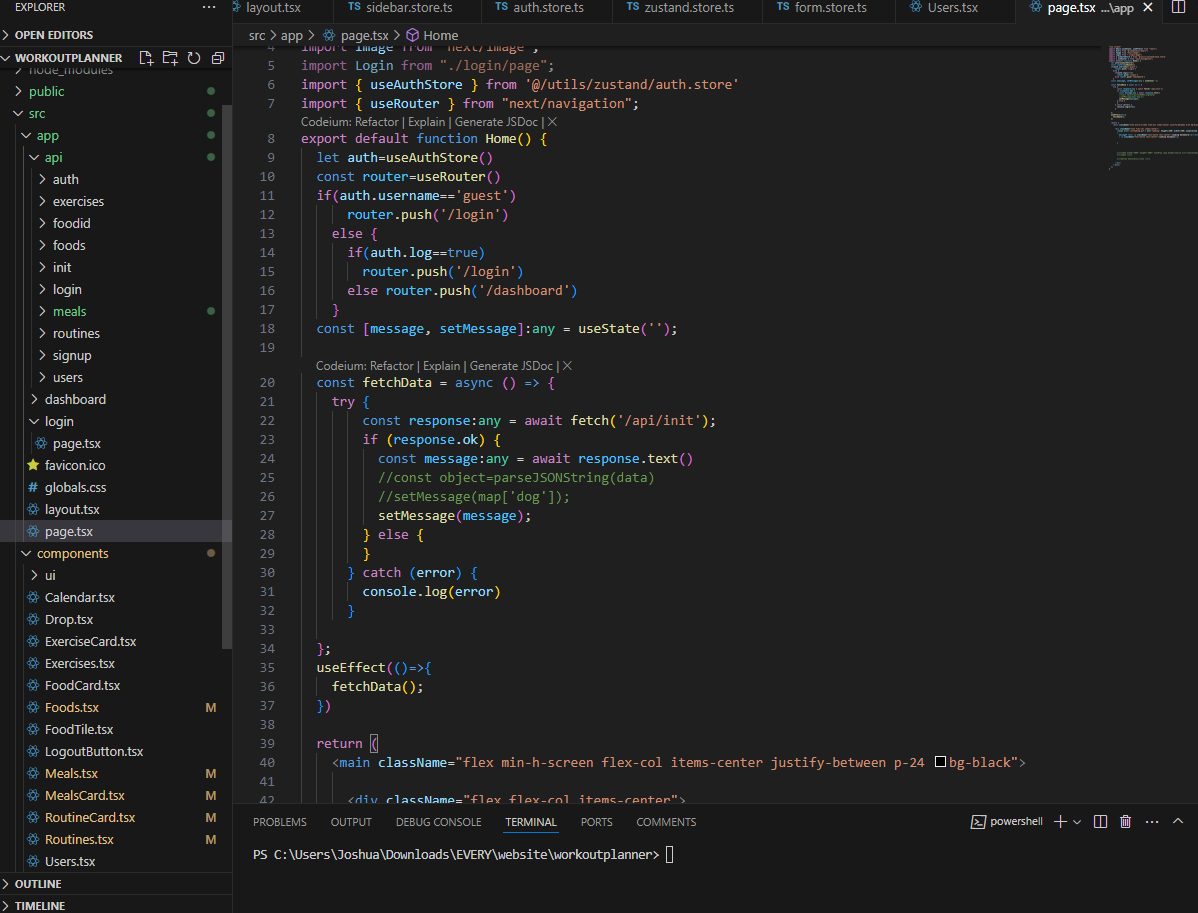 EXPLORER ···
OPEN EDITORS
WORKOUTPLANNER
node_modules
public
src
app
api
auth
exercises
foodid
foods
init
login
meals
routines
signup
users
dashboard
login
page.tsx
favicon.ico
# globals.css
layout.tsx
page.tsx
components
ui
Calendar.tsx
Drop.tsx
ExerciseCard.tsx
Exercises.tsx
FoodCard.tsx
Foods.tsx M
FoodTile.tsx
LogoutButton.tsx
Meals.tsx M
MealsCard.tsx M
RoutineCard.tsx M
Routines.tsx M
Users.tsx
OUTLINE
TIMELINE
layout.tsx TS sidebar.store.ts TS auth.store.ts TS zustand.store.ts TS form.store.ts Users.tsx page.tsx ...\app
src > app > page.tsx > Home
4 import Image from "next/image";
5 import Login from "./login/page";
6 import { useAuthStore } from '@/utils/zustand/auth.store'
7 import { useRouter } from "next/navigation";
Codeium: Refactor | Explain | Generate JSDoc | X
8 export default function Home() {
9 let auth=useAuthStore()
10 const router=useRouter()
11 if(auth.username=='guest')
12 router.push('/login')
13 else {
14 if(auth.log==true)
15 router.push('/login')
16 else router.push('/dashboard')
17 }
18 const [message, setMessage]:any = useState('');
19
Codeium: Refactor | Explain | Generate JSDoc | X
20 const fetchData = async () => {
21 try {
22 const response:any = await fetch('/api/init');
23 if (response.ok) {
24 const message:any = await response.text()
25 //const object=parseJSONString(data)
26 //setMessage(map['dog']);
27 setMessage(message);
28 } else {
29 }
30 } catch (error) {
31 console.log(error)
32 }
33
34 };
35 useEffect(()=>{
36 fetchData();
37 })
38
39 return (
40 <main className="flex min-h-screen flex-col items-center justify-between p-24 bg-black">
41
42 <div className="flex flex-col items-center">
PROBLEMS OUTPUT DEBUG CONSOLE TERMINAL PORTS COMMENTS powershell
PS C:\Users\Joshua\Downloads\EVERY\website\workoutplanner>